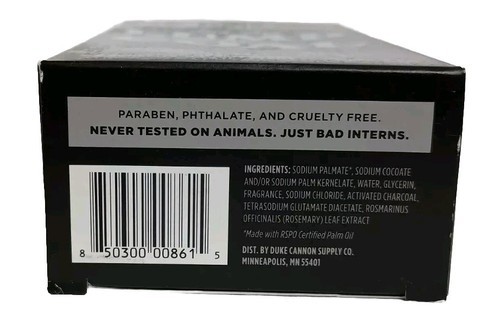 PARABEN, PHTHALATE, AND CRUELTY FREE.
NEVER TESTED ON ANIMALS. JUST BAD INTERNS.
INGREDIENTS: SODIUM PALMATE*, SODIUM COCOATE
AND/OR SODIUM PALM KERNELATE, WATER, GLYCERIN,
FRAGRANCE, SODIUM CHLORIDE, ACTIVATED CHARCOAL,
TETRASODIUM GLUTAMATE DIACETATE, ROSMARINUS
OFFICINALIS (ROSEMARY) LEAF EXTRACT
*Made with RSPO Certified Palm Oil
DIST. BY DUKE CANNON SUPPLY CO.
MINNEAPOLIS, MN 55401
8 50300 00861 5